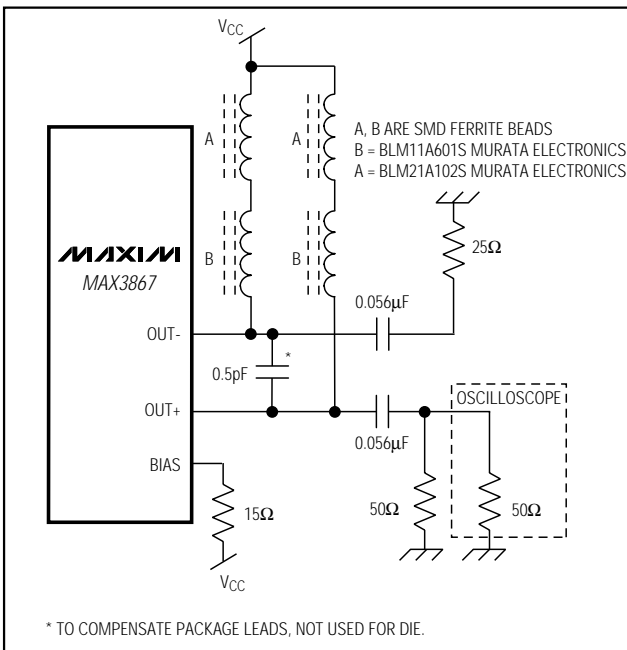 VCC
A
A
A, B ARE SMD FERRITE BEADS
B = BLM11A601S MURATA ELECTRONICS
A = BLM21A102S MURATA ELECTRONICS
MAXIM
MAX3867
B
B
25Ω
0.056μF
OUT-
*
0.5pF
OUT+
OSCILLOSCOPE
0.056μF
BIAS
15Ω
50Ω
50Ω
VCC
* TO COMPENSATE PACKAGE LEADS, NOT USED FOR DIE.